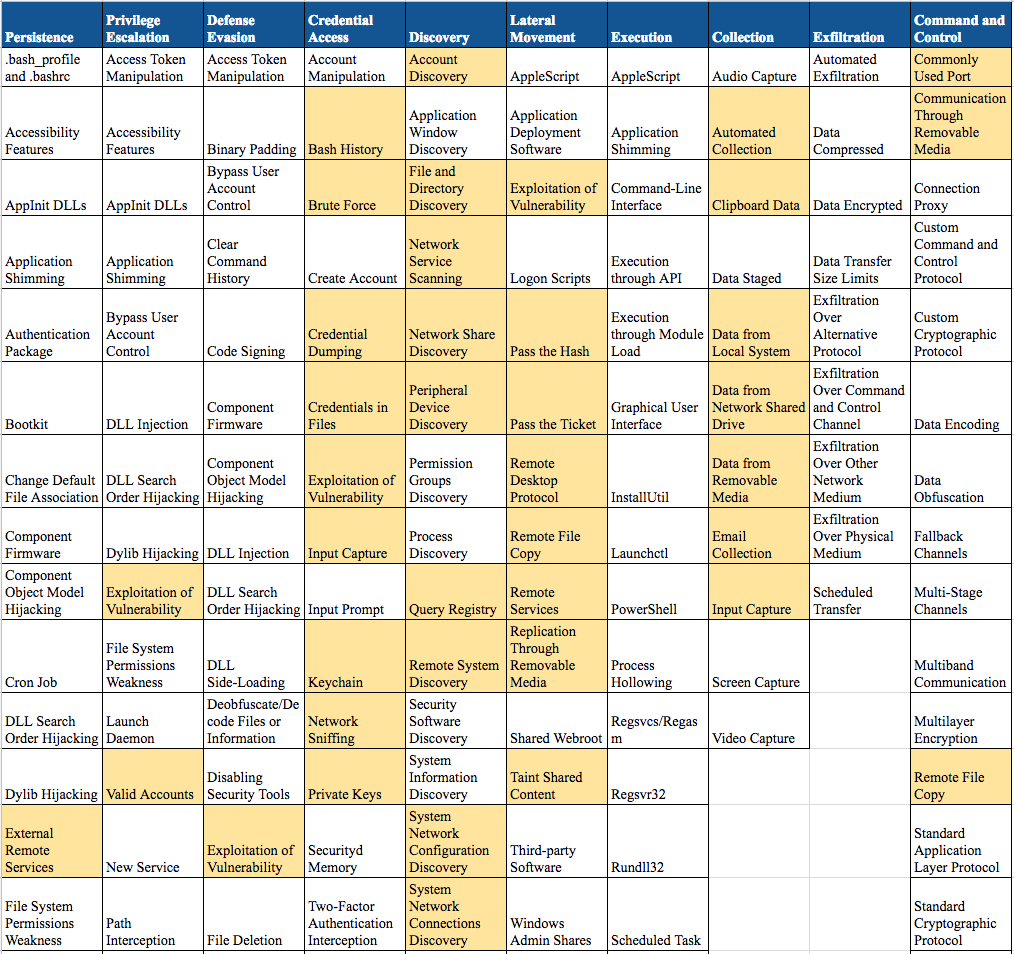 Persistence
Privilege
Escalation
Defense
Evasion
Credential
Access
Discovery
Lateral
Movement
Execution
Collection
Exfiltration
Command and
Control
.bash_profile
and .bashrc
Access Token
Manipulation
Access Token
Manipulation
Account
Manipulation
Account
Discovery
AppleScript
AppleScript
Audio Capture
Automated
Exfiltration
Commonly
Used Port
Accessibility
Features
Accessibility
Features
Binary Padding
Bash History
Application
Window
Discovery
Application
Deployment
Software
Application
Shimming
Automated
Collection
Data
Compressed
Communication
Through
Removable
Media
AppInit DLLs
AppInit DLLs
Bypass User
Account
Control
Brute Force
File and
Directory
Discovery
Exploitation of
Vulnerability
Command-Line
Interface
Clipboard Data
Data Encrypted
Connection
Proxy
Application
Shimming
Application
Shimming
Clear
Command
History
Create Account
Network
Service
Scanning
Logon Scripts
Execution
through API
Data Staged
Data Transfer
Size Limits
Custom
Command and
Control
Protocol
Authentication
Package
Bypass User
Account
Control
Code Signing
Credential
Dumping
Network Share
Discovery
Pass the Hash
Execution
through Module
Load
Data from
Local System
Exfiltration
Over
Alternative
Protocol
Custom
Cryptographic
Protocol
Bootkit
DLL Injection
Component
Firmware
Credentials in
Files
Peripheral
Device
Discovery
Pass the Ticket
Graphical User
Interface
Data from
Network Shared
Drive
Exfiltration
Over Command
and Control
Channel
Data Encoding
Change Default
File Association
DLL Search
Order Hijacking
Component
Object Model
Hijacking
Exploitation of
Vulnerability
Permission
Groups
Discovery
Remote
Desktop
Protocol
InstallUtil
Data from
Removable
Media
Exfiltration
Over Other
Network
Medium
Data
Obfuscation
Component
Firmware
Dylib Hijacking
DLL Injection
Input Capture
Process
Discovery
Remote File
Copy
Launchctl
Email
Collection
Exfiltration
Over Physical
Medium
Fallback
Channels
Component
Object Model
Hijacking
Exploitation of
Vulnerability
DLL Search
Order Hijacking
Input Prompt
Query Registry
Remote
Services
PowerShell
Input Capture
Scheduled
Transfer
Multi-Stage
Channels
Cron Job
File System
Permissions
Weakness
DLL
Side-Loading
Keychain
Remote System
Discovery
Replication
Through
Removable
Media
Process
Hollowing
Screen Capture
Multiband
Communication
DLL Search
Order Hijacking
Launch
Daemon
Deobfuscate/De
code Files or
Information
Network
Sniffing
Security
Software
Discovery
Shared Webroot
Regsvcs/Regas
m
Video Capture
Multilayer
Encryption
Dylib Hijacking
Valid Accounts
Disabling
Security Tools
Private Keys
System
Information
Discovery
Taint Shared
Content
Regsvr32
Remote File
Copy
External
Remote
Services
New Service
Exploitation of
Vulnerability
Securityd
Memory
System
Network
Configuration
Discovery
Third-party
Software
Rundll32
Standard
Application
Layer Protocol
File System
Permissions
Weakness
Path
Interception
File Deletion
Two-Factor
Authentication
Interception
System
Network
Connections
Discovery
Windows
Admin Shares
Scheduled Task
Standard
Cryptographic
Protocol